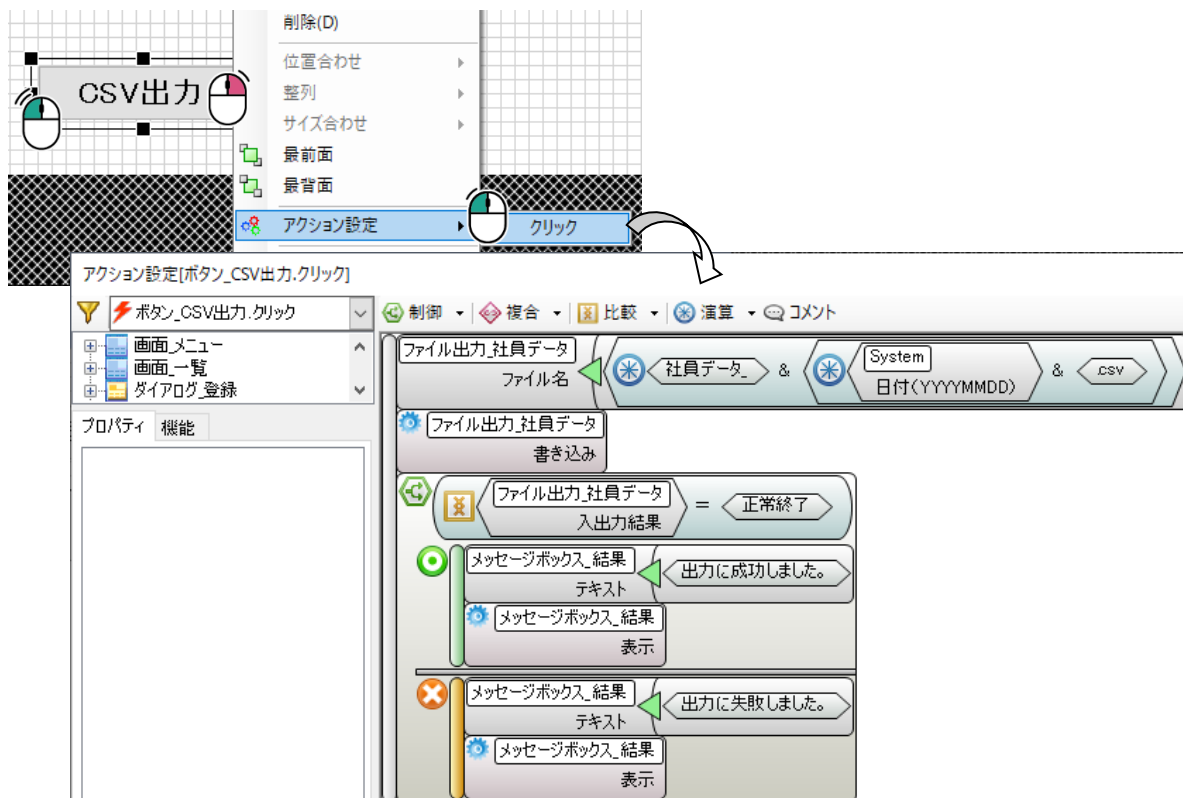 削除(D)
位置合わせ
整列
サイズ合わせ
最前面
最背面
アクション設定
クリック
CSV出力
アクション設定[ボタン_CSV出力.クリック]
ボタン_CSV出力.クリック
制御
複合
比較
演算
コメント
画面_メニュー
画面_一覧
ダイアログ_登録
プロパティ
機能
ファイル出力_社員データ
ファイル名
社員データ_
&
System
日付(YYYYMMDD)
&
.csv
ファイル出力_社員データ
書き込み
ファイル出力_社員データ
入出力結果
=
正常終了
メッセージボックス_結果
テキスト
出力に成功しました。
メッセージボックス_結果
表示
メッセージボックス_結果
テキスト
出力に失敗しました。
メッセージボックス_結果
表示